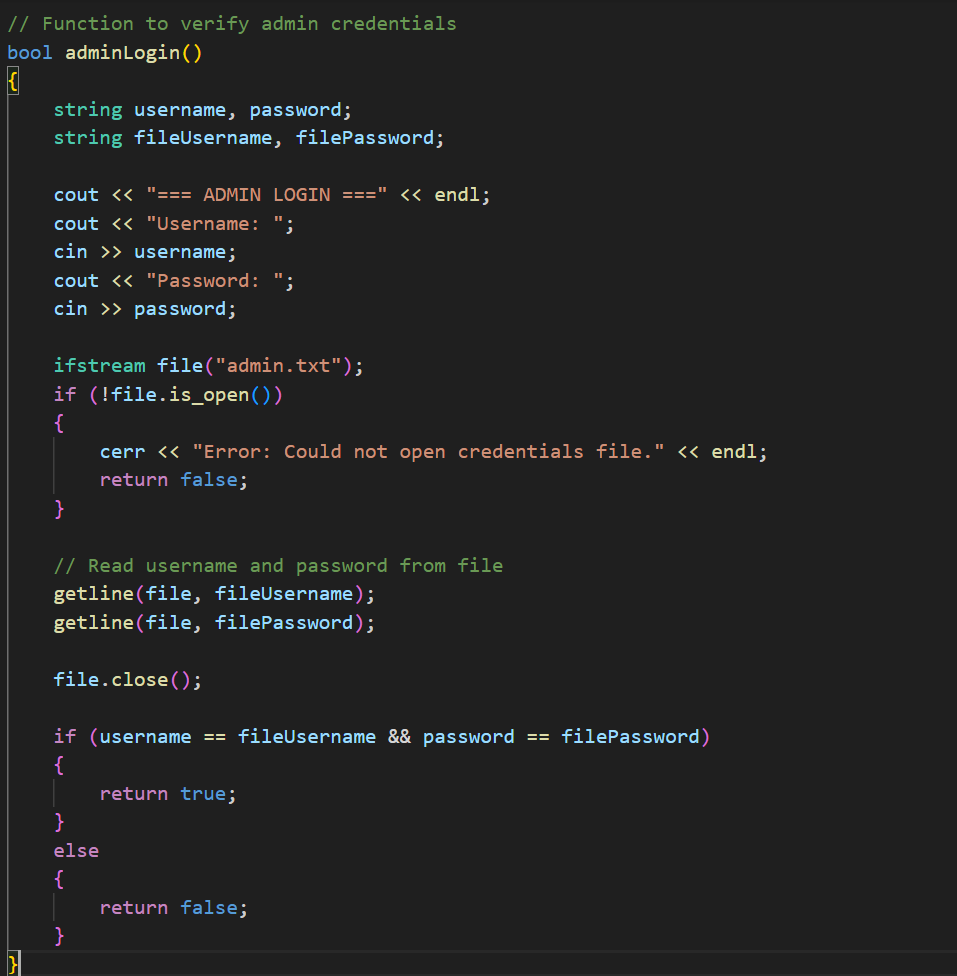 // Function to verify admin credentials
bool adminLogin()
{
    string username, password;
    string fileUsername, filePassword;

    cout << "=== ADMIN LOGIN ===" << endl;
    cout << "Username: ";
    cin >> username;
    cout << "Password: ";
    cin >> password;

    ifstream file("admin.txt");
    if (!file.is_open())
    {
        cerr << "Error: Could not open credentials file." << endl;
        return false;
    }

    // Read username and password from file
    getline(file, fileUsername);
    getline(file, filePassword);

    file.close();

    if (username == fileUsername && password == filePassword)
    {
        return true;
    }
    else
    {
        return false;
    }
}